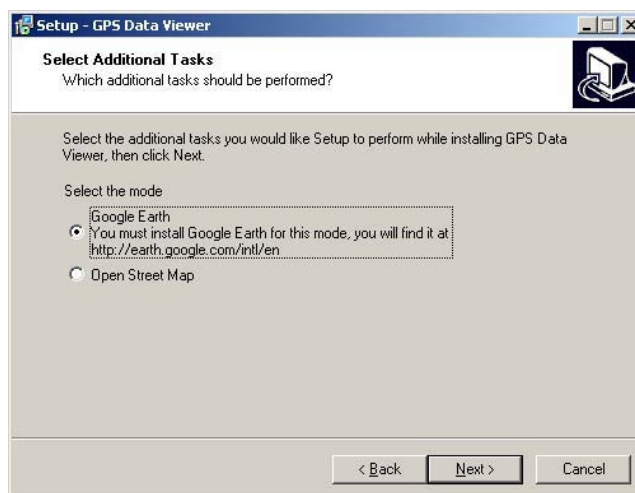 Setup - GPS Data Viewer
Select Additional Tasks
Which additional tasks should be performed?
Select the additional tasks you would like Setup to perform while installing GPS Data
Viewer, then click Next.
Select the mode
Google Earth
You must install Google Earth for this mode, you will find it at
http://earth.google.com/intl/en
Open Street Map
< Back
Next >
Cancel